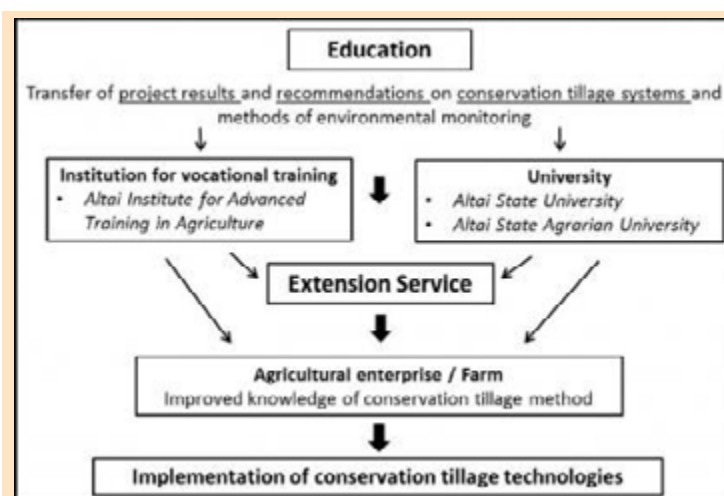 Education
Transfer of project results and recommendations on conservation tillage systems and
methods of environmental monitoring
Institution for vocational training
• Altai Institute for Advanced
Training in Agriculture
University
• Altai State University
• Altai State Agrarian University
Extension Service
Agricultural enterprise / Farm
Improved knowledge of conservation tillage method
Implementation of conservation tillage technologies